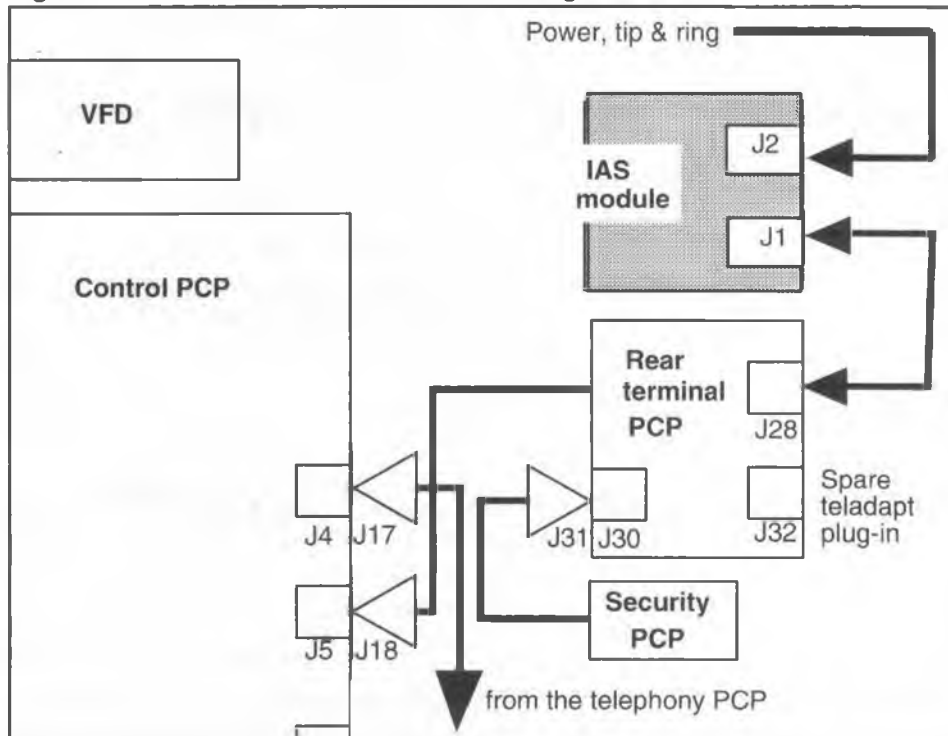 Power, tip & ring
VFD
J2
IAS
module
J1
Control PCP
Rear
terminal
PCP
J28
Spare
teladapt
plug-in
J4
J17
J31
J30
J32
Security
PCP
J5
J18
from the telephony PCP